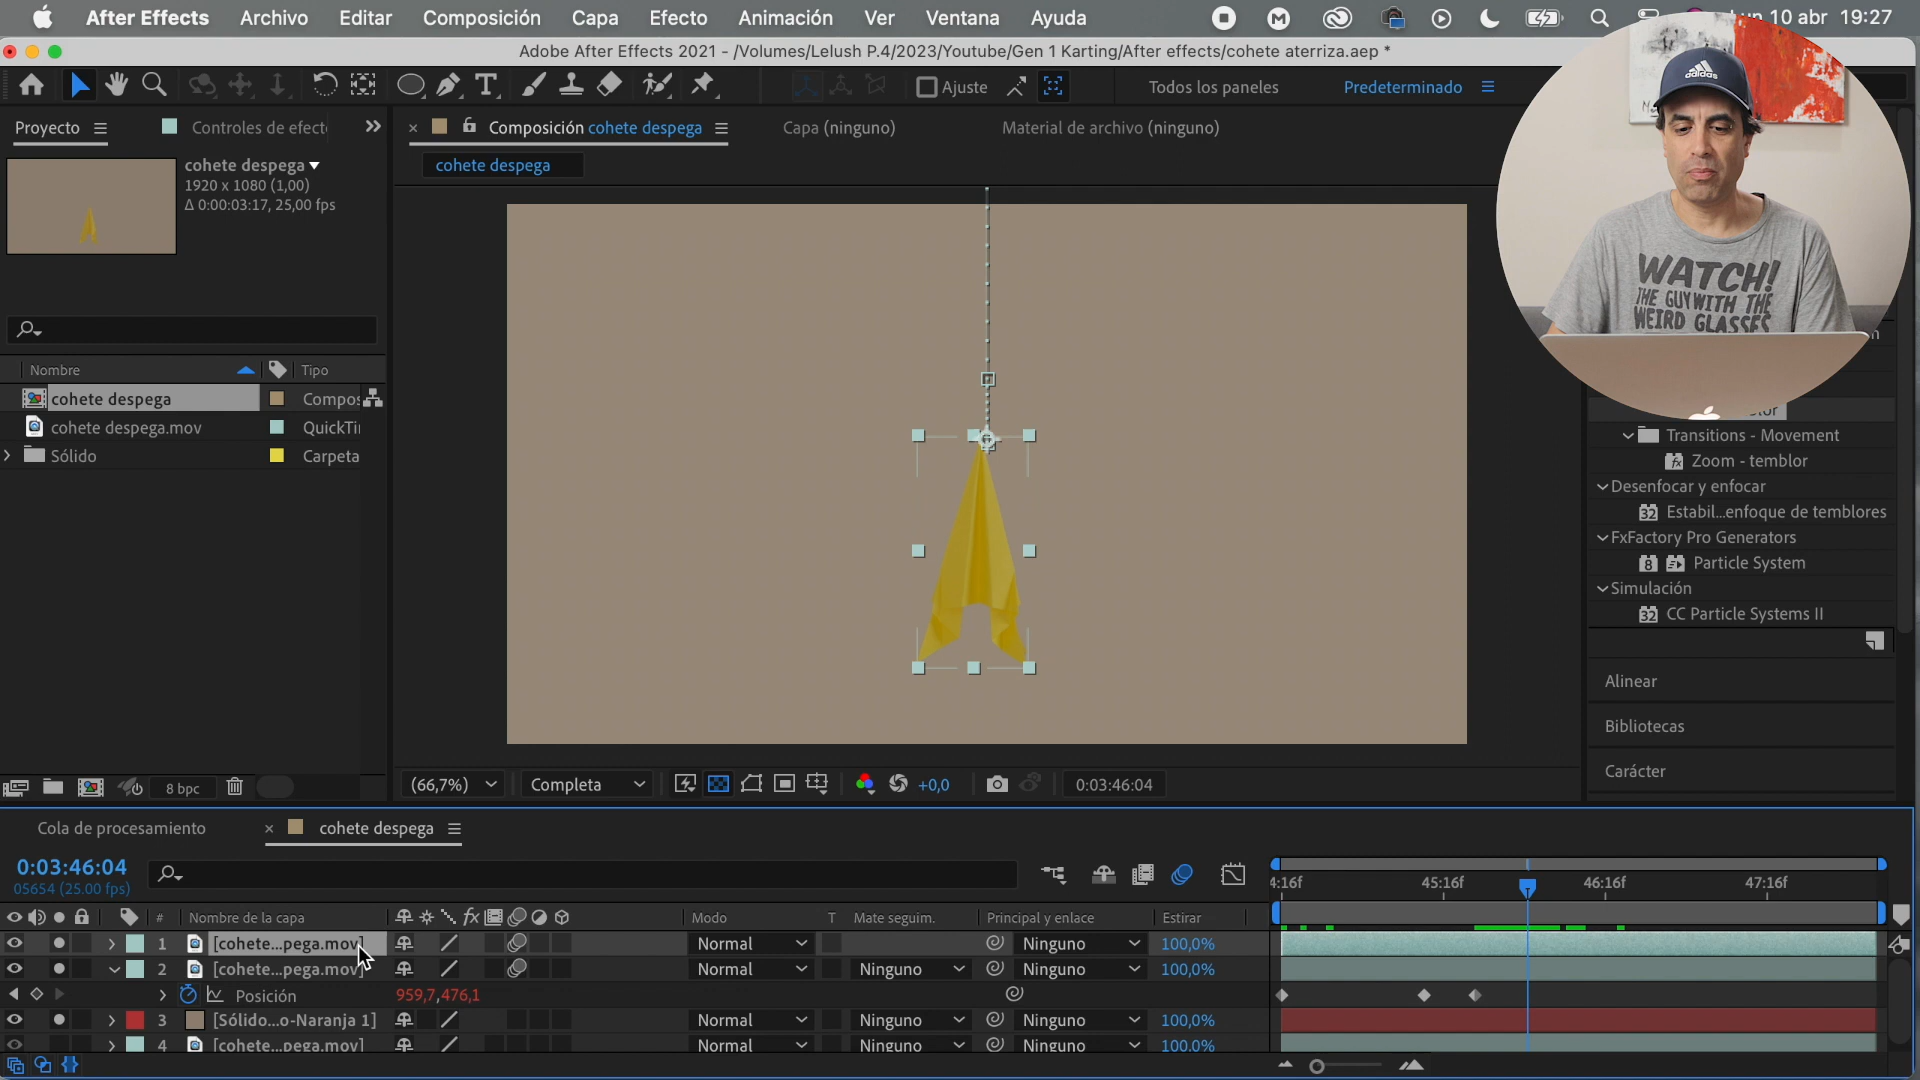 After Effects Archivo Editar Composición Capa Efecto Animación Ver Ventana Ayuda
10 abr 19:27
Adobe After Effects 2021 - /Volumes/Lelush P.4/2023/Youtube/Gen 1 Karting/After effects/cohete aterriza.aep *
Ajuste
Todos los paneles
Predeterminado
Proyecto
Controles de efect
Composición cohete despega
Capa (ninguno)
Material de archivo (ninguno)
cohete despega
cohete despega
1920 x 1080 (1,00)
Δ 0:00:03:17, 25,00 fps
adidas
WATCH!
THE GUY WITH THE
WEIRD GLASSES
Nombre
Tipo
cohete despega
Compos
cohete despega.mov
QuickTi
Sólido
Carpeta
Transitions - Movement
Zoom - temblor
Desenfocar y enfocar
32 Estabil...enfoque de temblores
FxFactory Pro Generators
8 Particle System
Simulación
32 CC Particle Systems II
Alinear
Bibliotecas
Carácter
8 bpc
(66,7%)
Completa
+0,0
0:03:46:04
Cola de procesamiento
cohete despega
0:03:46:04
05654 (25.00 fps)
4:16f 45:16f 46:16f 47:16f
# Nombre de la capa fx Modo T Mate seguim. Principal y enlace Estirar
1 [cohete...pega.mov] Normal Ninguno 100,0%
2 [cohete...pega.mov] Normal Ninguno Ninguno 100,0%
Posición 959,7,476,1
3 [Sólido...o-Naranja 1] Normal Ninguno Ninguno 100,0%
4 [cohete...pega.mov] Normal Ninguno Ninguno 100,0%